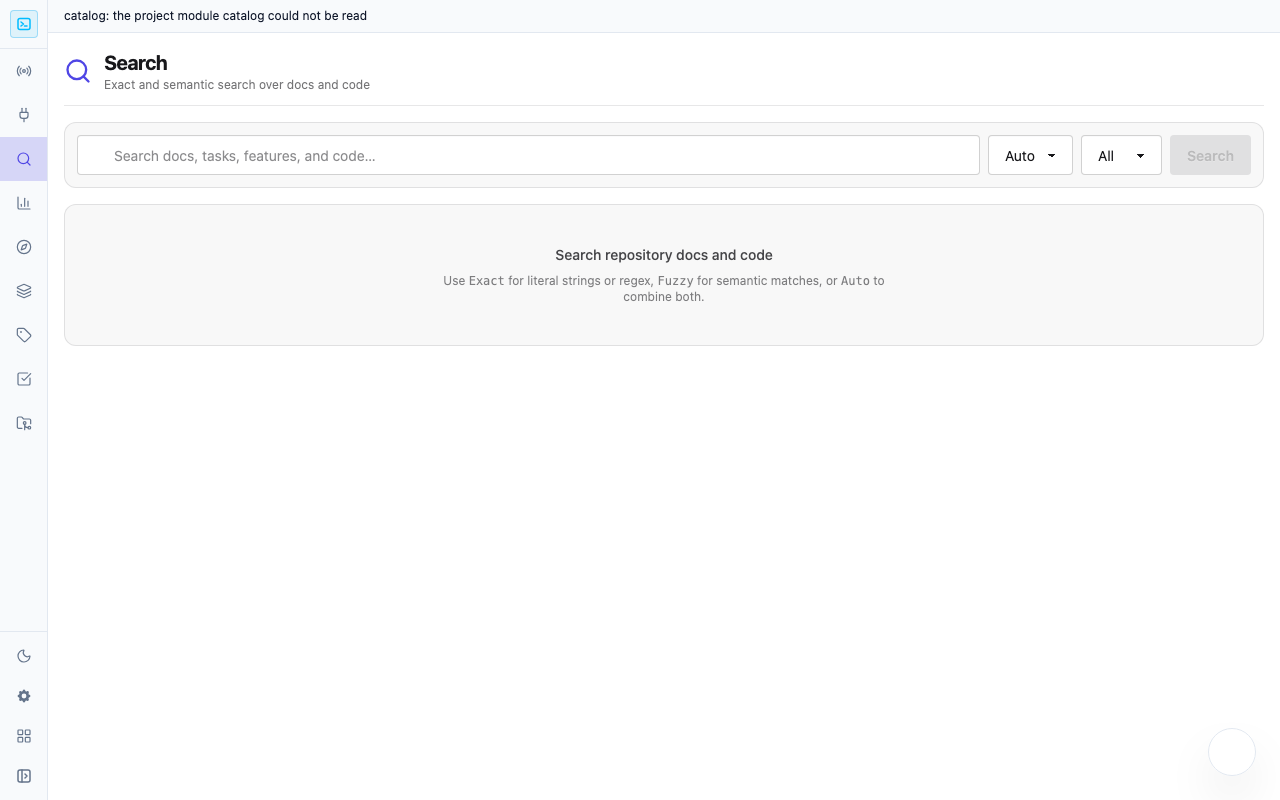 catalog: the project module catalog could not be read
Search
Exact and semantic search over docs and code
Search docs, tasks, features, and code...
Auto
All
Search
Search repository docs and code
Use Exact for literal strings or regex, Fuzzy for semantic matches, or Auto to
combine both.